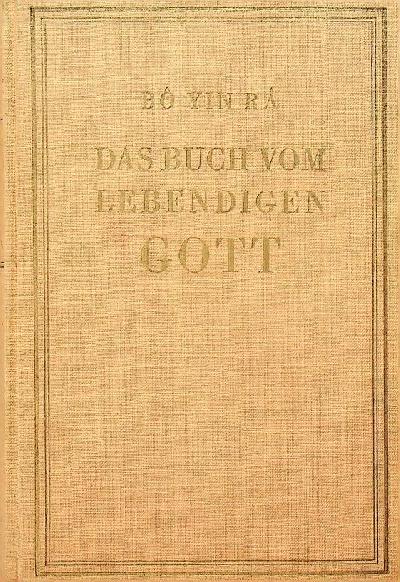 BÔ YIN RÂ
DAS BUCH VOM
LEBENDIGEN
GOTT